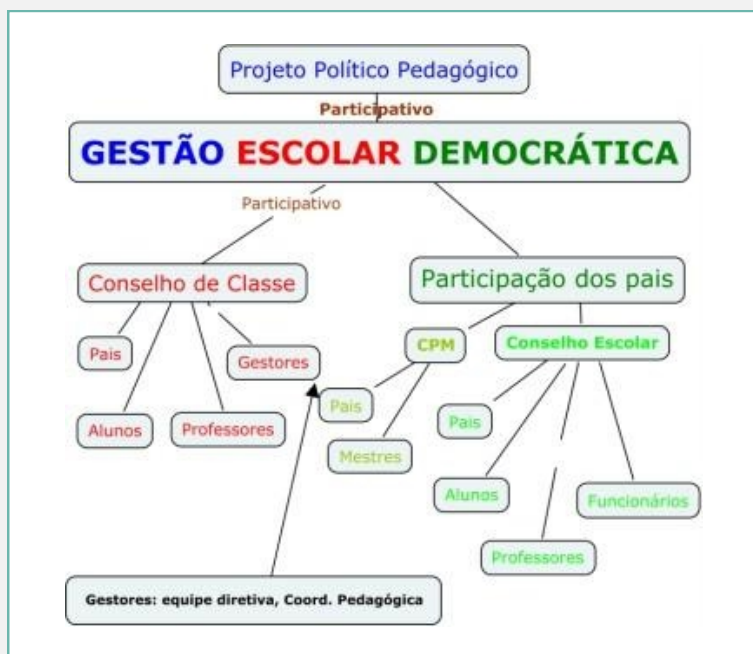 Projeto Político Pedagógico
Participativo
GESTÃO ESCOLAR DEMOCRÁTICA
Participativo
Conselho de Classe
Participação dos pais
Pais
Gestores
CPM
Conselho Escolar
Alunos
Professores
Pais
Mestres
Pais
Alunos
Funcionários
Professores
Gestores: equipe diretiva, Coord. Pedagógica